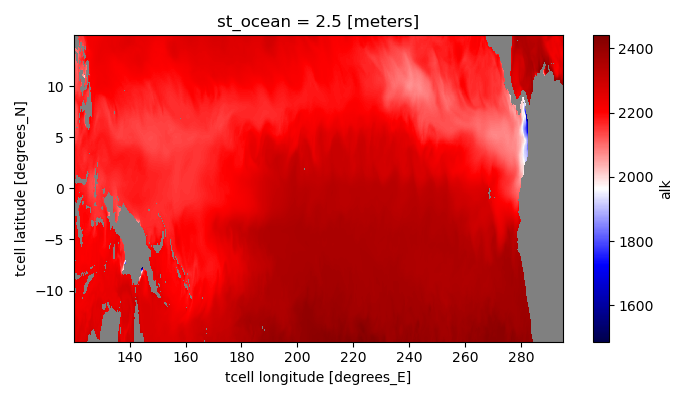 st_ocean = 2.5 [meters]
10
5
0
−5
−10
tcell latitude [degrees_N]
140 160 180 200 220 240 260 280
tcell longitude [degrees_E]
2400
2200
2000
1800
1600
alk